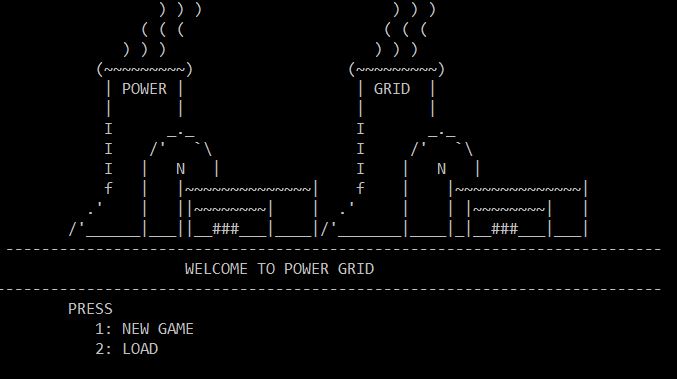 POWER GRID
N N
WELCOME TO POWER GRID
PRESS
1: NEW GAME
2: LOAD